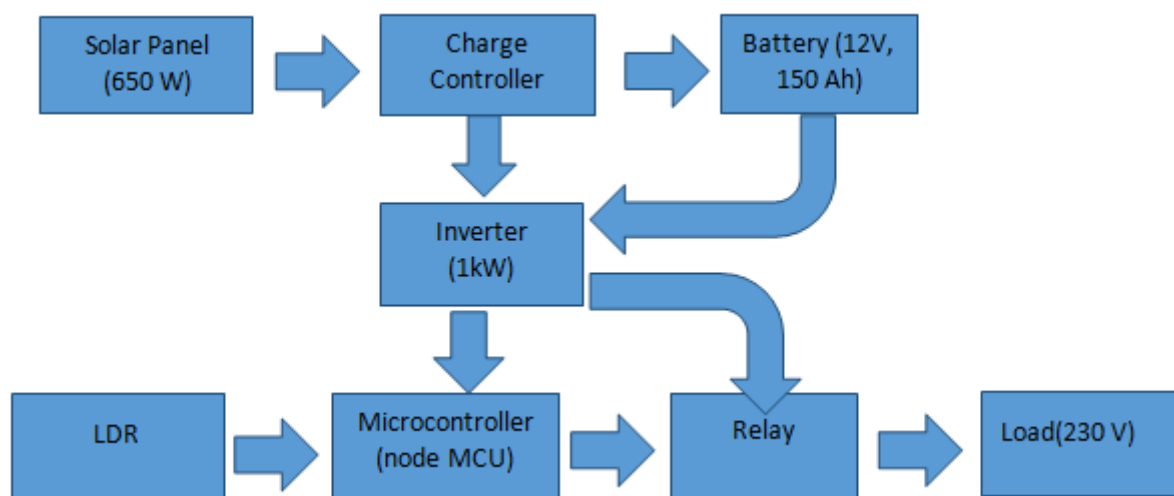 Solar Panel
(650 W)
Charge
Controller
Battery (12V,
150 Ah)
Inverter
(1kW)
LDR
Microcontroller
(node MCU)
Relay
Load(230 V)